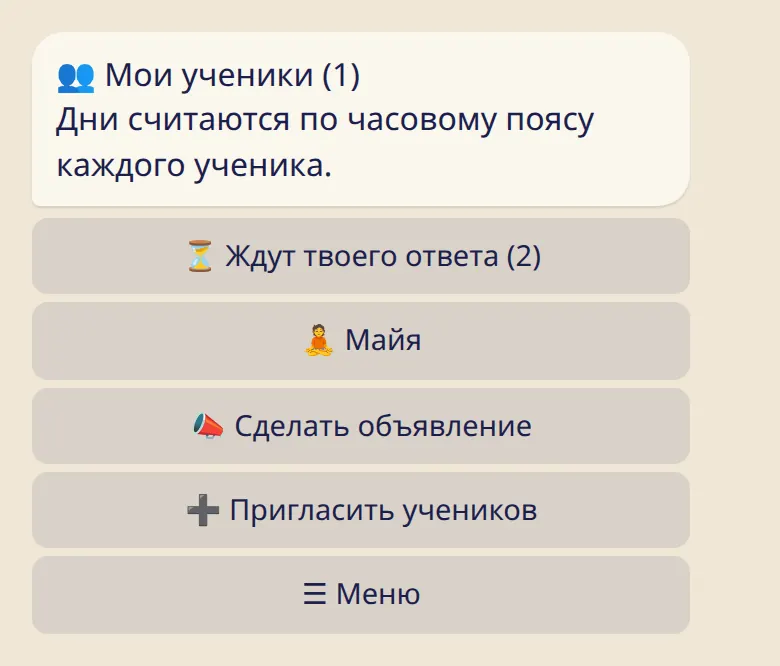 👥 Мои ученики (1)
Дни считаются по часовому поясу
каждого ученика.
⏳ Ждут твоего ответа (2)
🧘 Майя
📣 Сделать объявление
➕ Пригласить учеников
☰ Меню